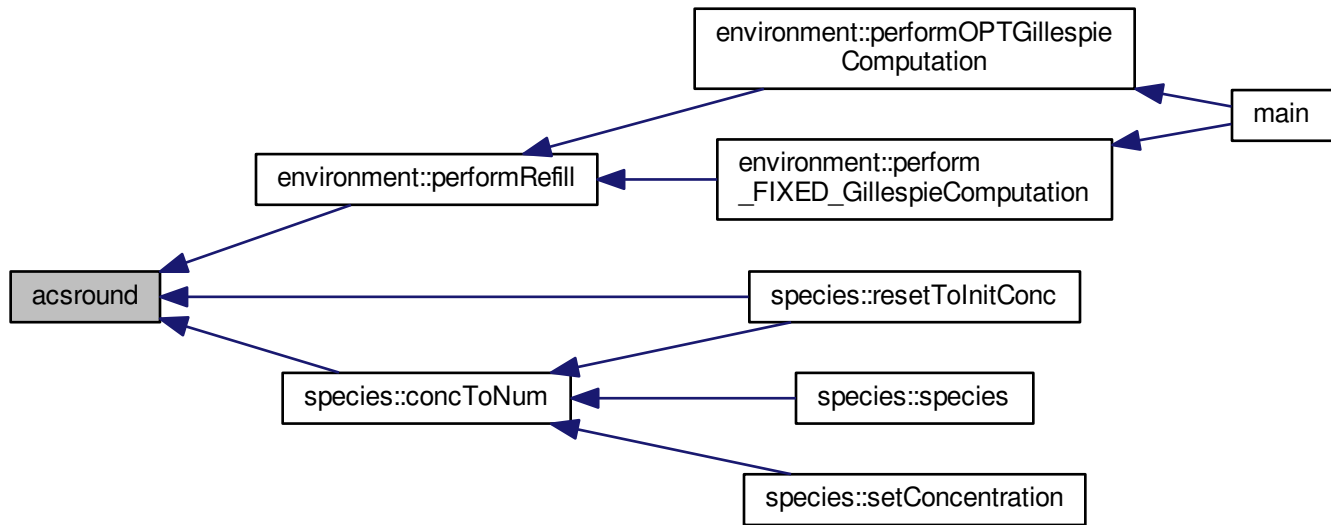 environment::performOPTGillespie
Computation
main
environment::performRefill
environment::perform
_FIXED_GillespieComputation
acsround
species::resetToInitConc
species::concToNum
species::species
species::setConcentration